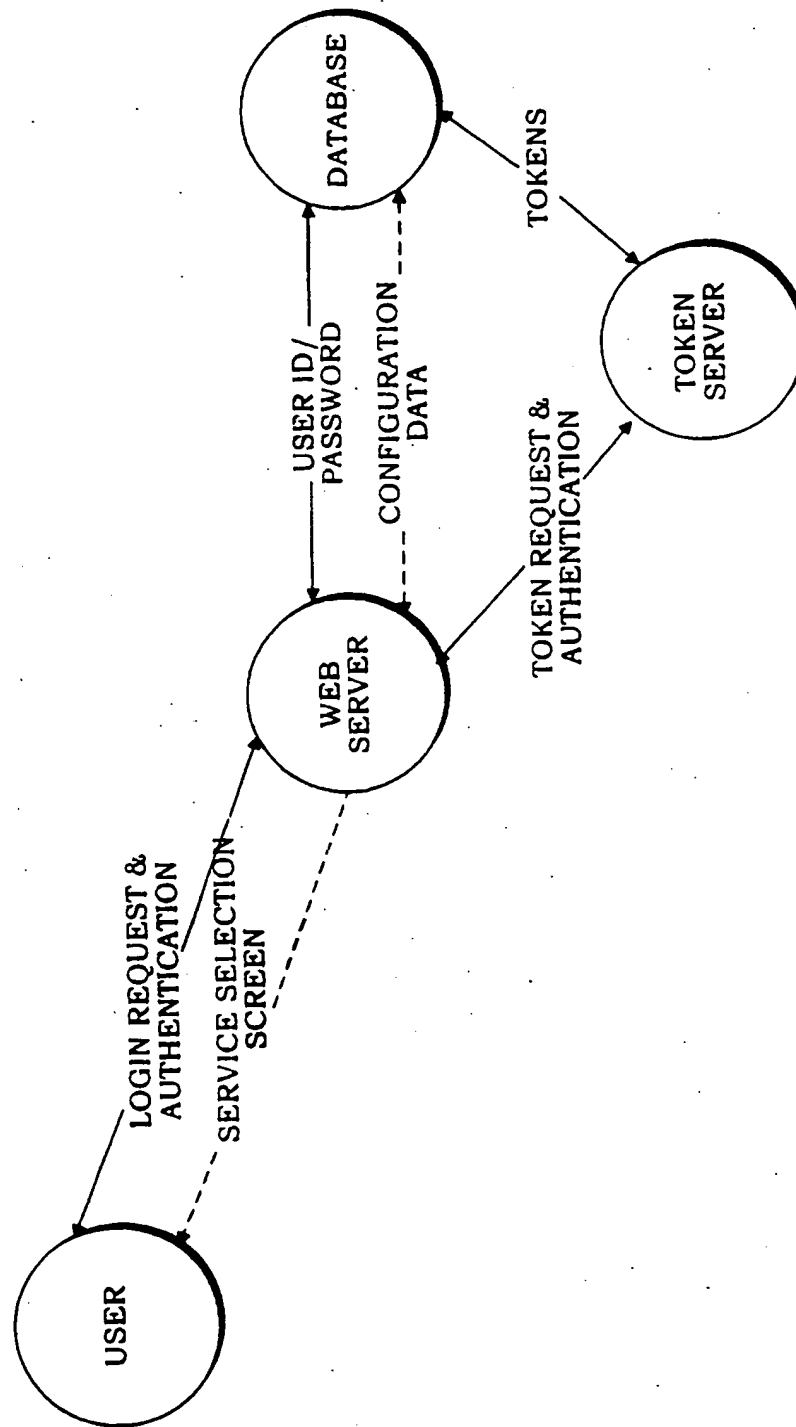 USER
LOGIN REQUEST &
AUTHENTICATION
SERVICE SELECTION
SCREEN
WEB
SERVER
USER ID/
PASSWORD
CONFIGURATION
DATA
DATABASE
TOKEN REQUEST &
AUTHENTICATION
TOKENS
TOKEN
SERVER